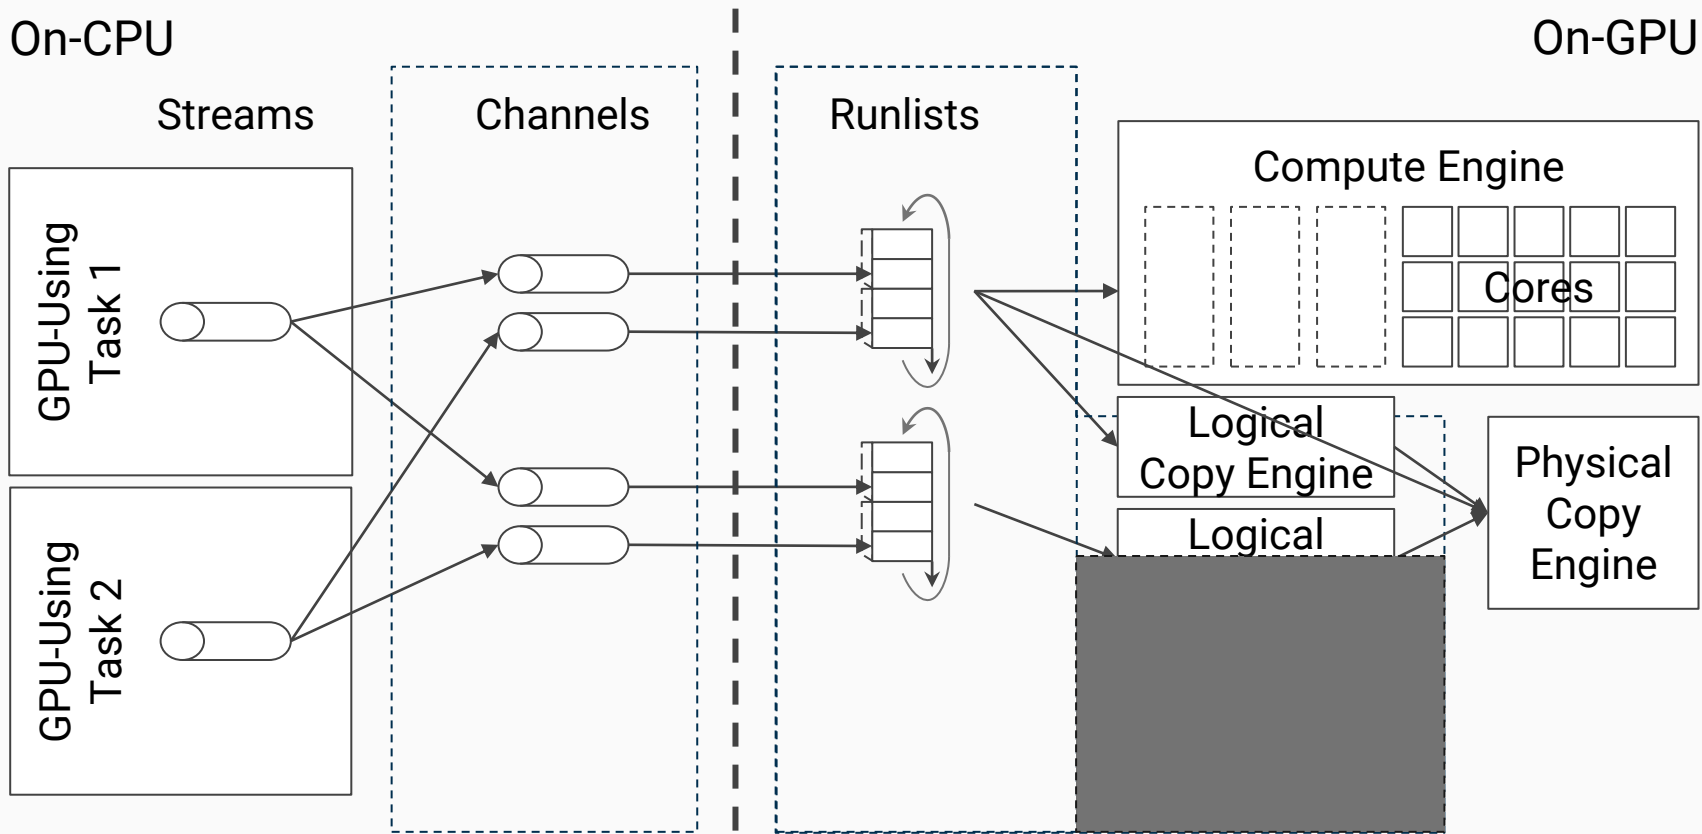 On-CPU
On-GPU
Streams
Channels
Runlists
GPU-Using
Task 1
GPU-Using
Task 2
Compute Engine
Cores
Logical
Copy Engine
Logical
Physical
Copy
Engine